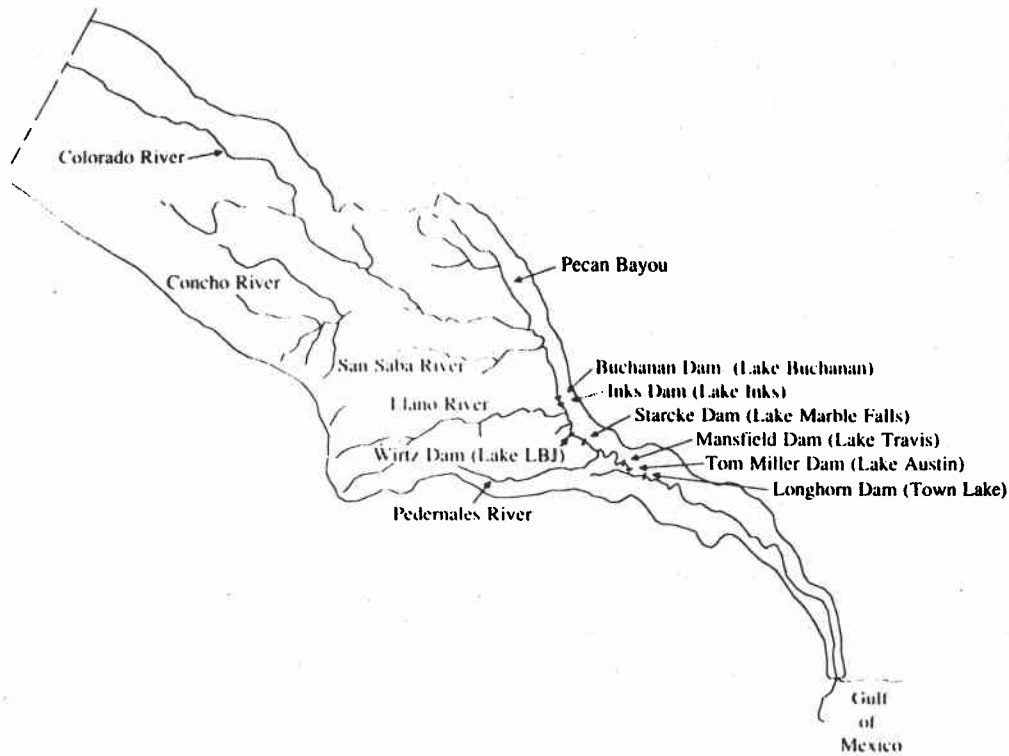 Colorado River
Pecan Bayou
Concho River
San Saba River
Buchanan Dam (Lake Buchanan)
Inks Dam (Lake Inks)
Llano River
Starcke Dam (Lake Marble Falls)
Mansfield Dam (Lake Travis)
Wirtz Dam (Lake LBJ)
Tom Miller Dam (Lake Austin)
Longhorn Dam (Town Lake)
Pedernales River
Gulf
of
Mexico